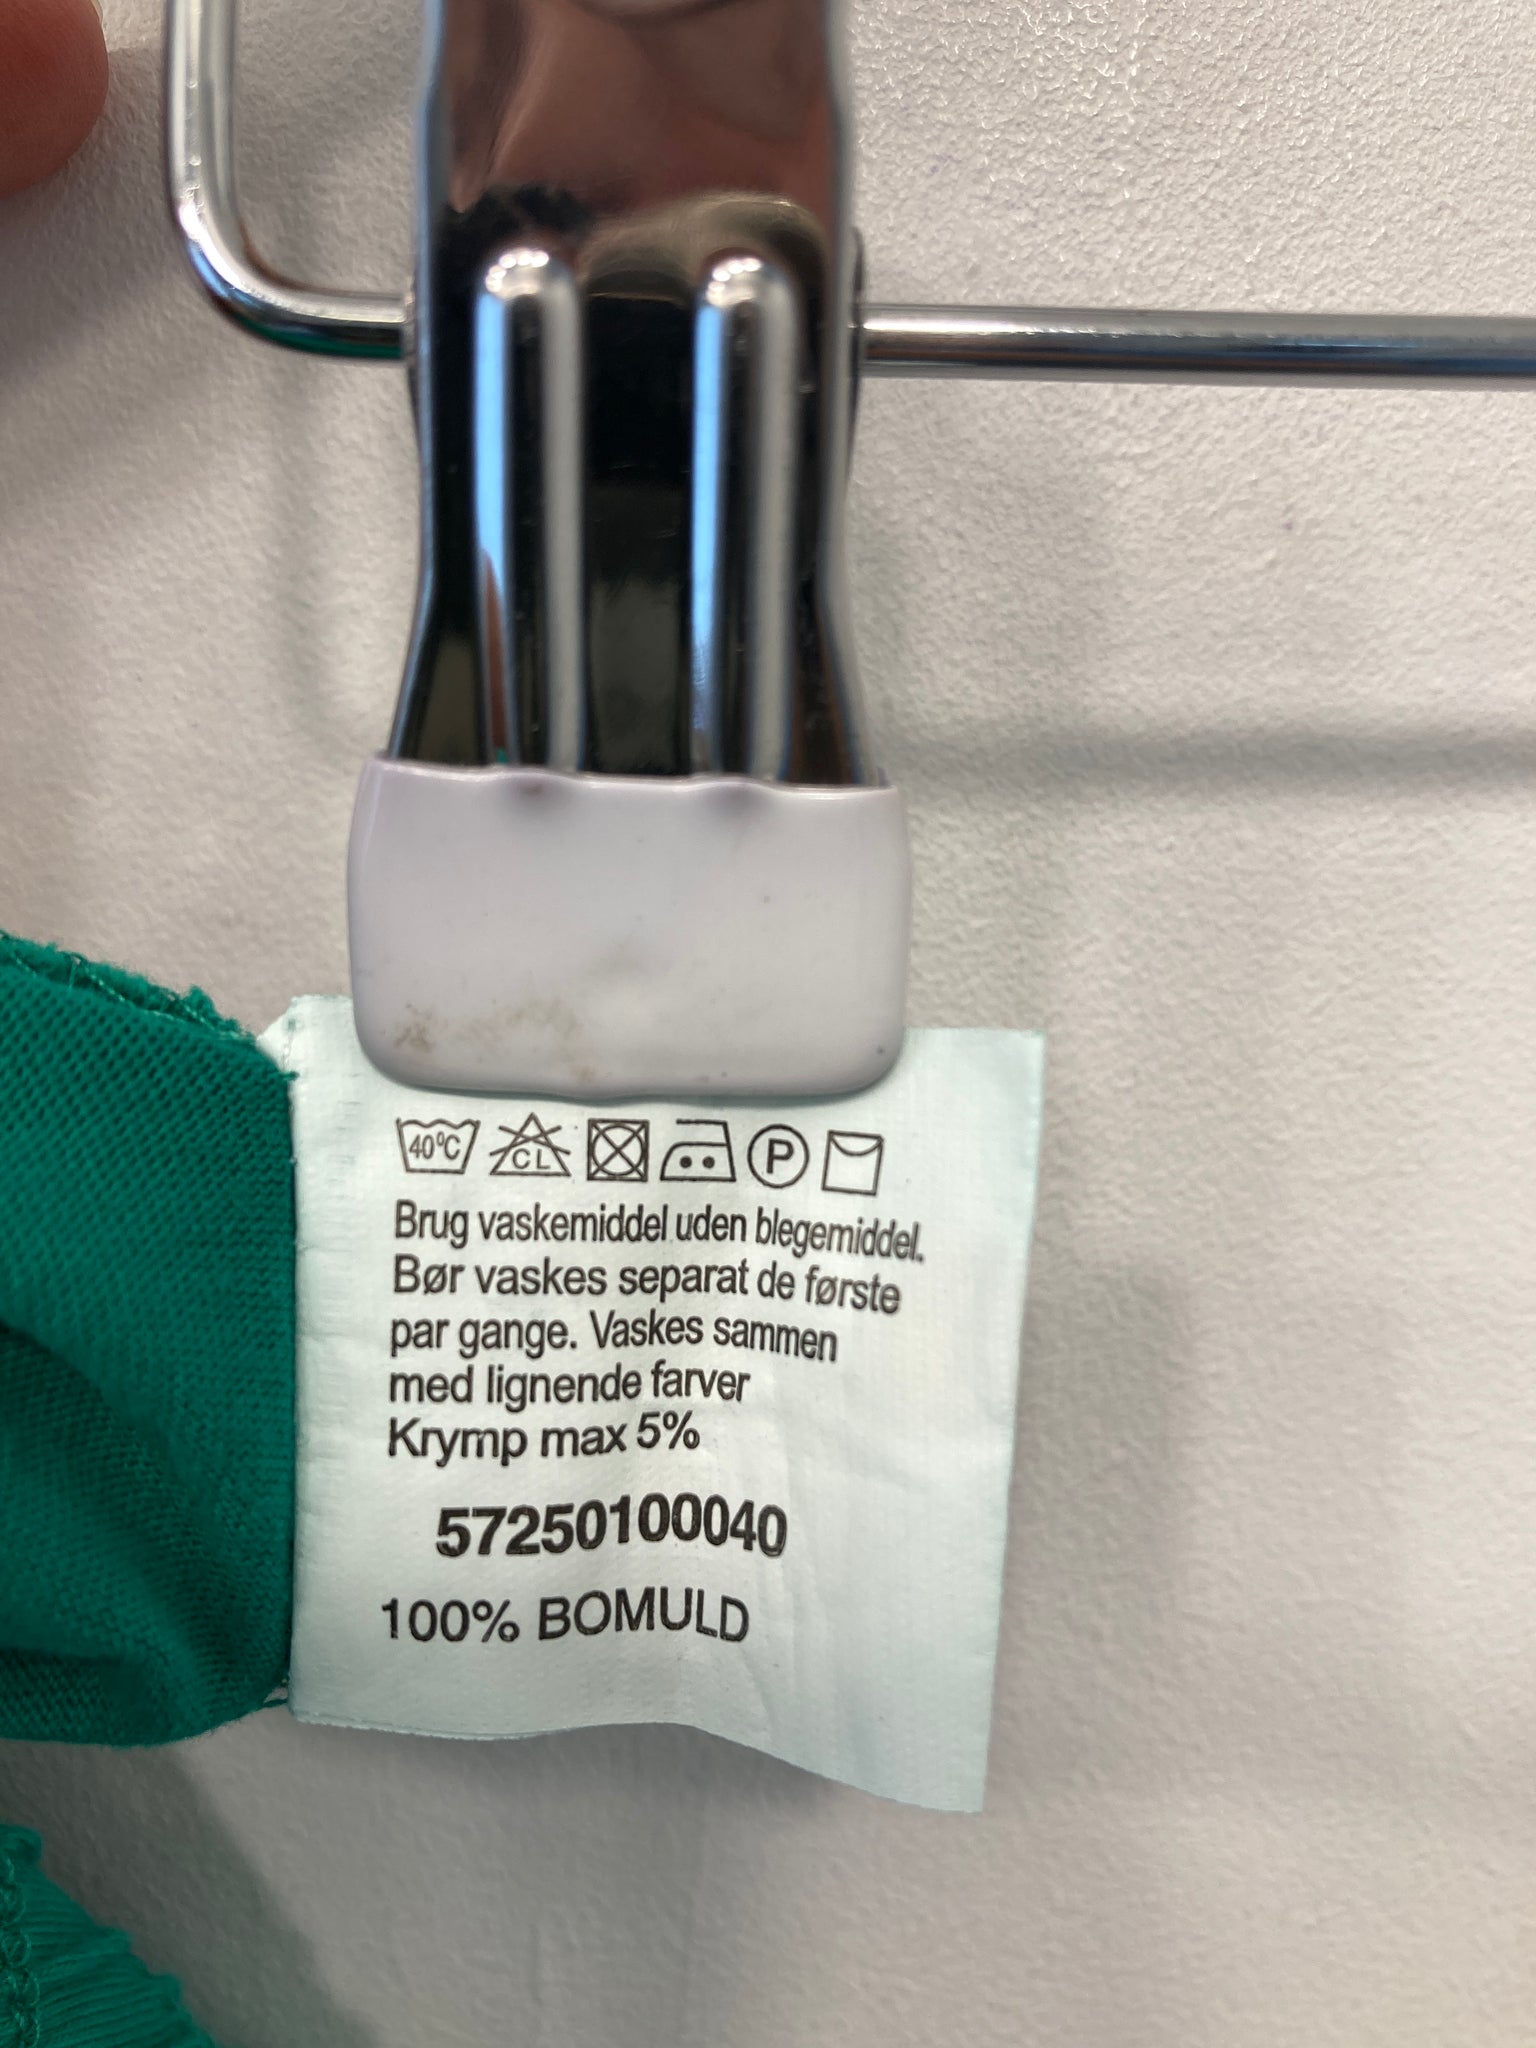 40°C CL P
Brug vaskemiddel uden blegemiddel.
Bør vaskes separat de første
par gange. Vaskes sammen
med lignende farver
Krymp max 5%
57250100040
100% BOMULD